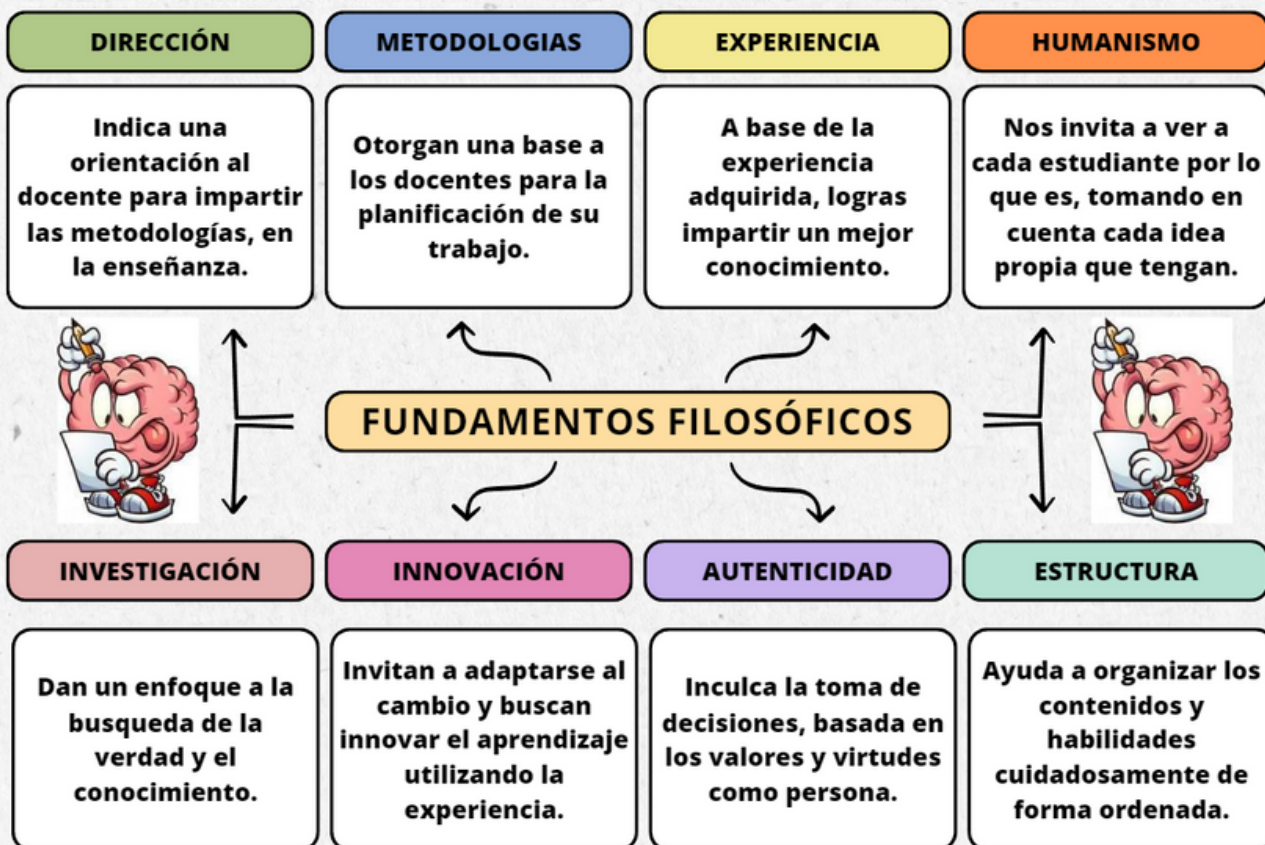 DIRECCIÓN
METODOLOGIAS
EXPERIENCIA
HUMANISMO
Indica una
orientación al
docente para impartir
las metodologías, en
la enseñanza.
Otorgan una base a
los docentes para la
planificación de su
trabajo.
A base de la
experiencia
adquirida, logras
impartir un mejor
conocimiento.
Nos invita a ver a
cada estudiante por lo
que es, tomando en
cuenta cada idea
propia que tengan.
FUNDAMENTOS FILOSÓFICOS
INVESTIGACIÓN
INNOVACIÓN
AUTENTICIDAD
ESTRUCTURA
Dan un enfoque a la
busqueda de la
verdad y el
conocimiento.
Invitan a adaptarse al
cambio y buscan
innovar el aprendizaje
utilizando la
experiencia.
Inculca la toma de
decisiones, basada en
los valores y virtudes
como persona.
Ayuda a organizar los
contenidos y
habilidades
cuidadosamente de
forma ordenada.